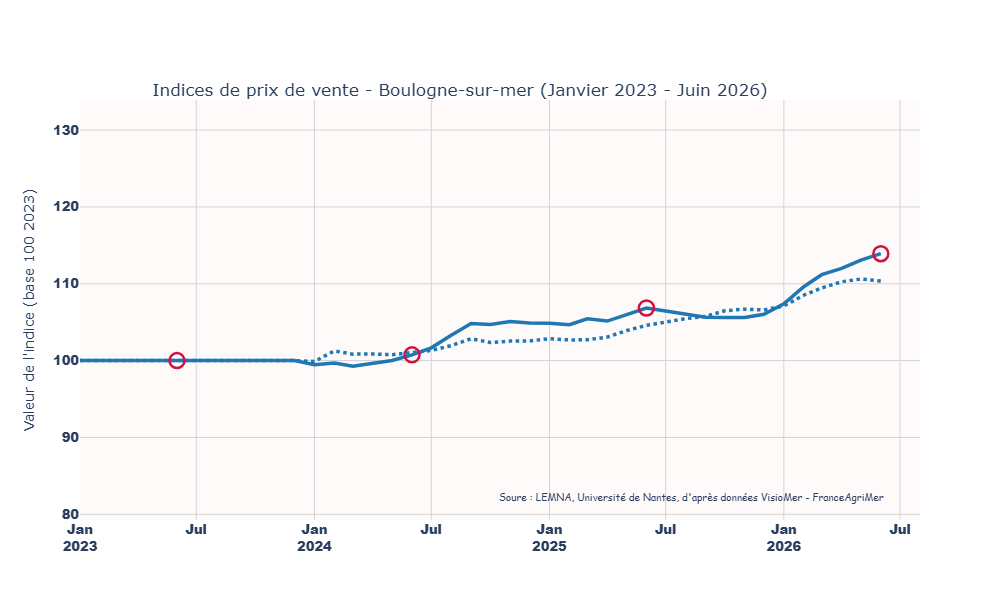 Indices de prix de vente - Boulogne-sur-mer (Janvier 2023 - Juin 2026)
Valeur de l'indice (base 100 2023)
130
120
110
100
90
80
Soure : LEMNA, Université de Nantes, d'après données VisioMer - FranceAgriMer
Jan Jul Jan Jul Jan Jul Jan Jul
2023 2024 2025 2026